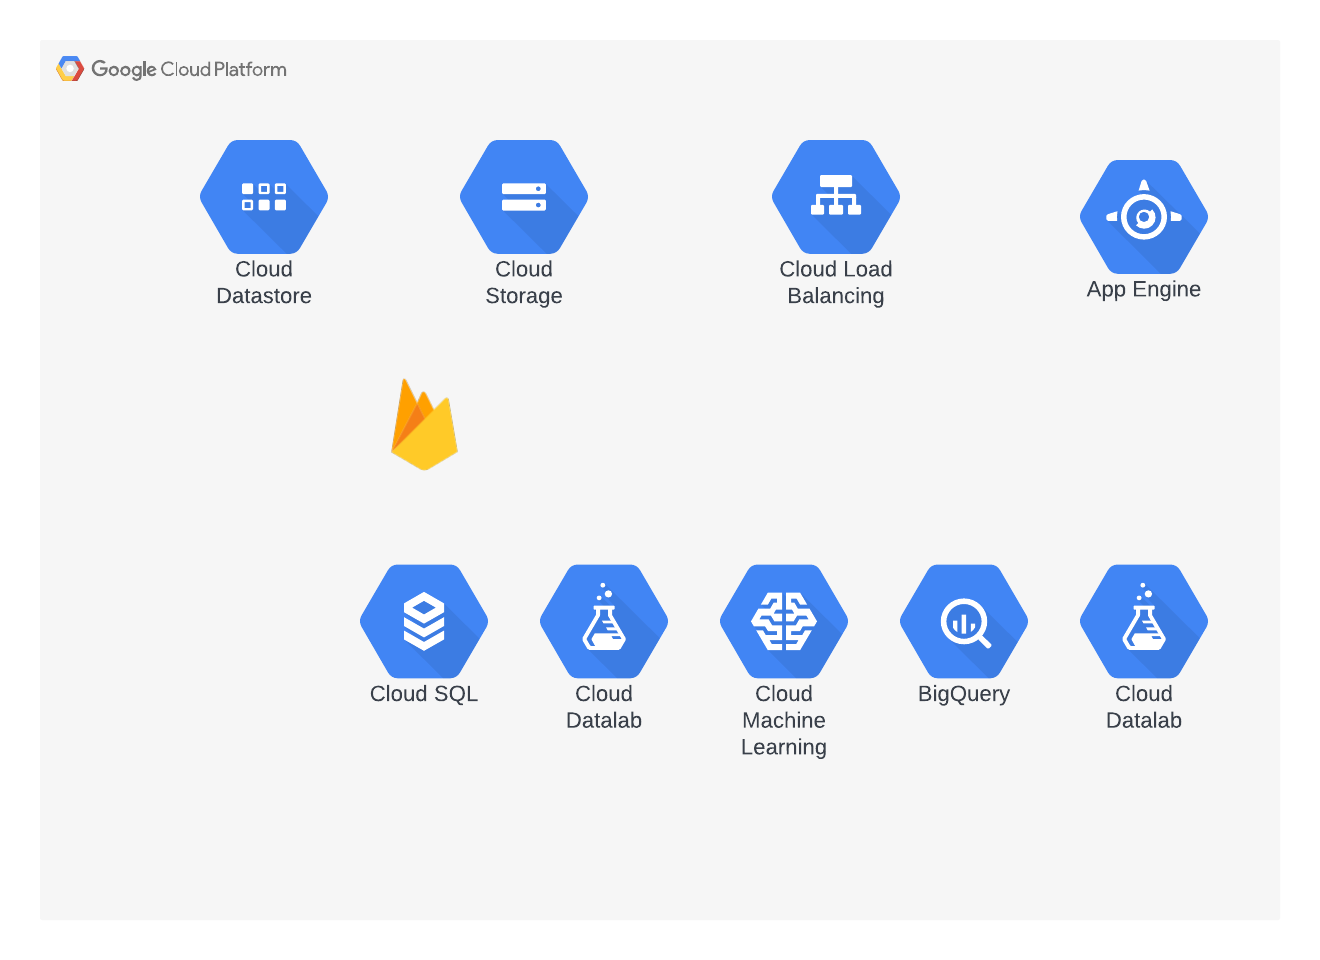 Google Cloud Platform
Cloud
Datastore
Cloud
Storage
Cloud Load
Balancing
App Engine
Cloud SQL
Cloud
Datalab
Cloud
Machine
Learning
BigQuery
Cloud
Datalab